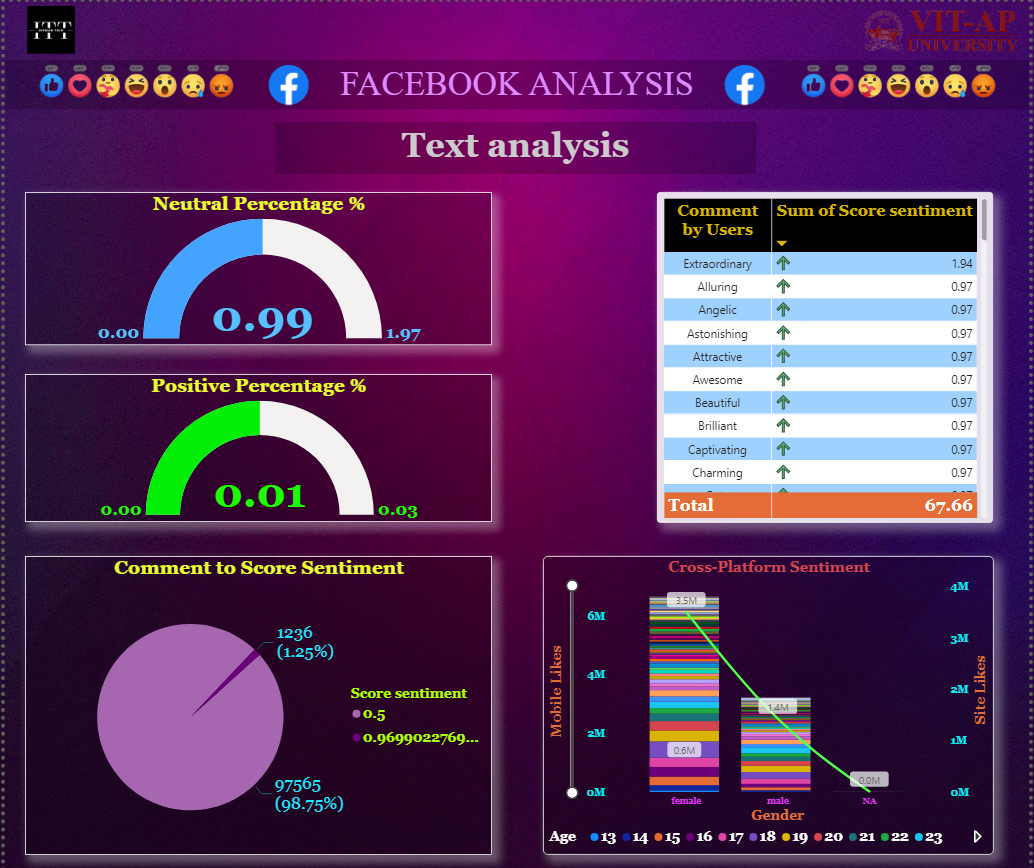 ITT
VIT-AP
UNIVERSITY
FACEBOOK ANALYSIS
Text analysis
Neutral Percentage %
0.99
0.00
1.97
Positive Percentage %
0.01
0.00
0.03
Comment by Users
Sum of Score sentiment
Extraordinary 1.94
Alluring 0.97
Angelic 0.97
Astonishing 0.97
Attractive 0.97
Awesome 0.97
Beautiful 0.97
Brilliant 0.97
Captivating 0.97
Charming 0.97
Total 67.66
Comment to Score Sentiment
1236
(1.25%)
Score sentiment
0.5
0.9699022769...
97565
(98.75%)
Cross-Platform Sentiment
Mobile Likes
6M
4M
2M
0M
3.5M
1.4M
0.6M
0.0M
4M
3M
2M
1M
0M
Site Likes
female male NA
Gender
Age 13 14 15 16 17 18 19 20 21 22 23